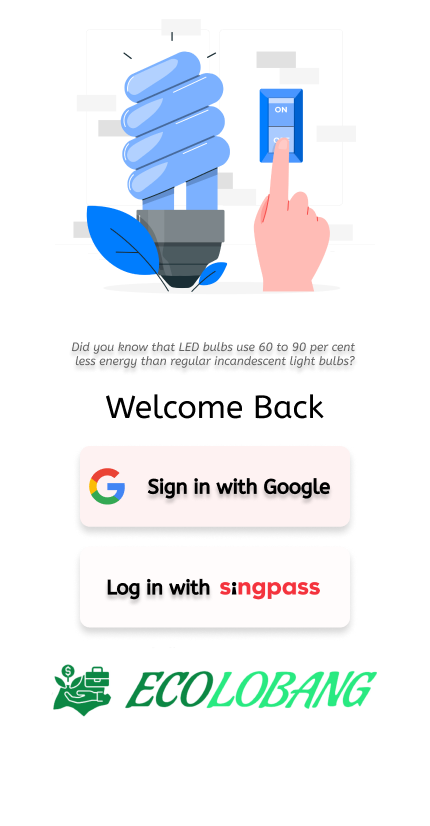 ON
Did you know that LED bulbs use 60 to 90 per cent
less energy than regular incandescent light bulbs?
Welcome Back
Sign in with Google
Log in with singpass
ECOLOBANG